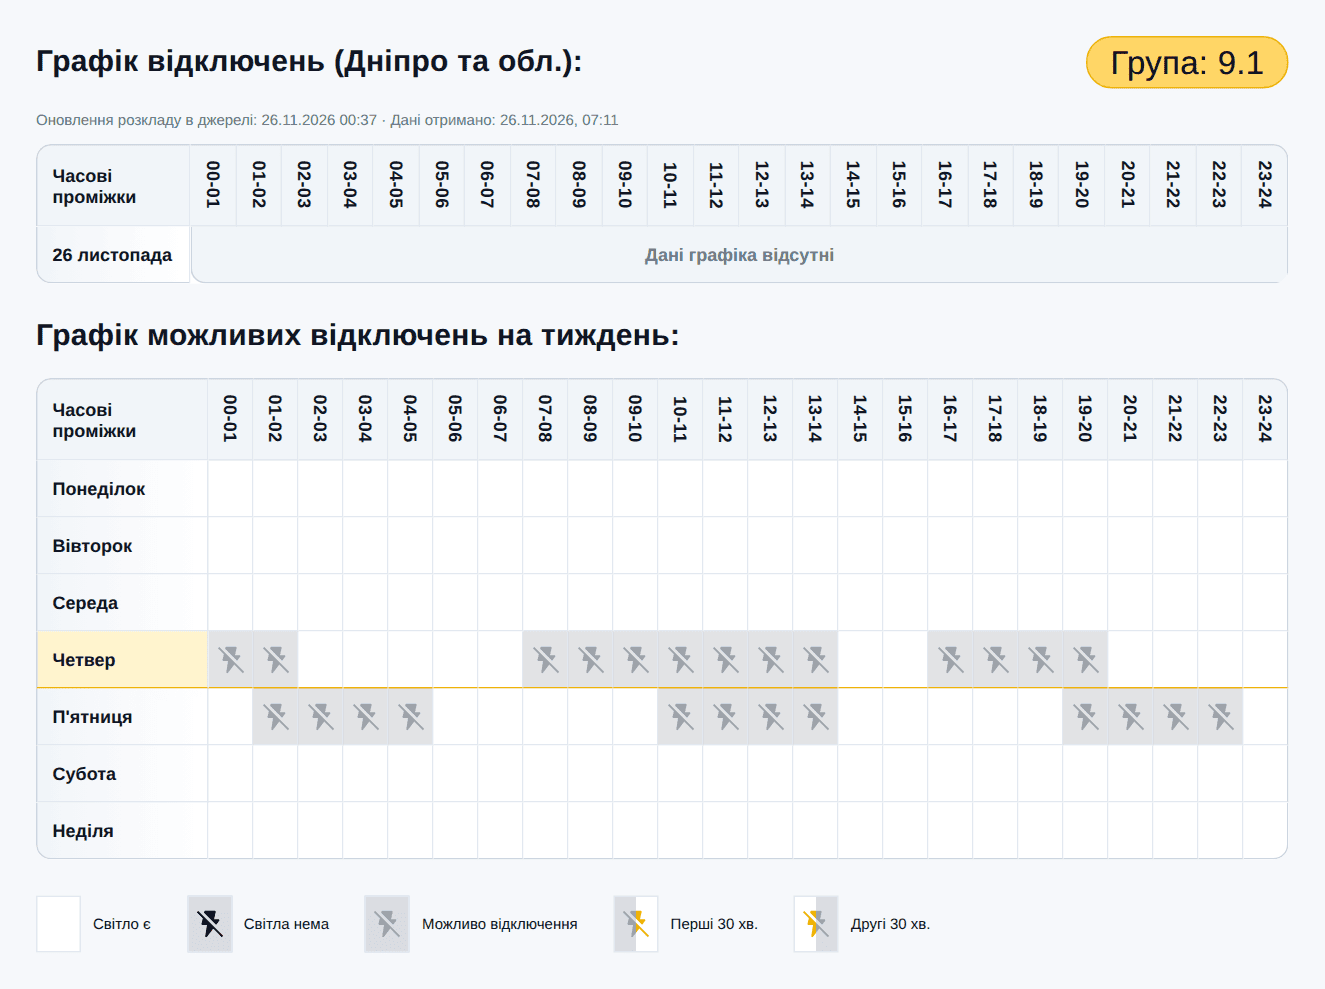 Графік відключень (Дніпро та обл.):
Група: 9.1
Оновлення розкладу в джерелі: 26.11.2026 00:37 · Дані отримано: 26.11.2026, 07:11
Часові
проміжки
00-01 01-02 02-03 03-04 04-05 05-06 06-07 07-08 08-09 09-10 10-11 11-12 12-13 13-14 14-15 15-16 16-17 17-18 18-19 19-20 20-21 21-22 22-23 23-24
26 листопада
Дані графіка відсутні
Графік можливих відключень на тиждень:
Часові
проміжки
00-01 01-02 02-03 03-04 04-05 05-06 06-07 07-08 08-09 09-10 10-11 11-12 12-13 13-14 14-15 15-16 16-17 17-18 18-19 19-20 20-21 21-22 22-23 23-24
Понеділок
Вівторок
Середа
Четвер
П'ятниця
Субота
Неділя
Світло є
Світла нема
Можливо відключення
Перші 30 хв.
Другі 30 хв.